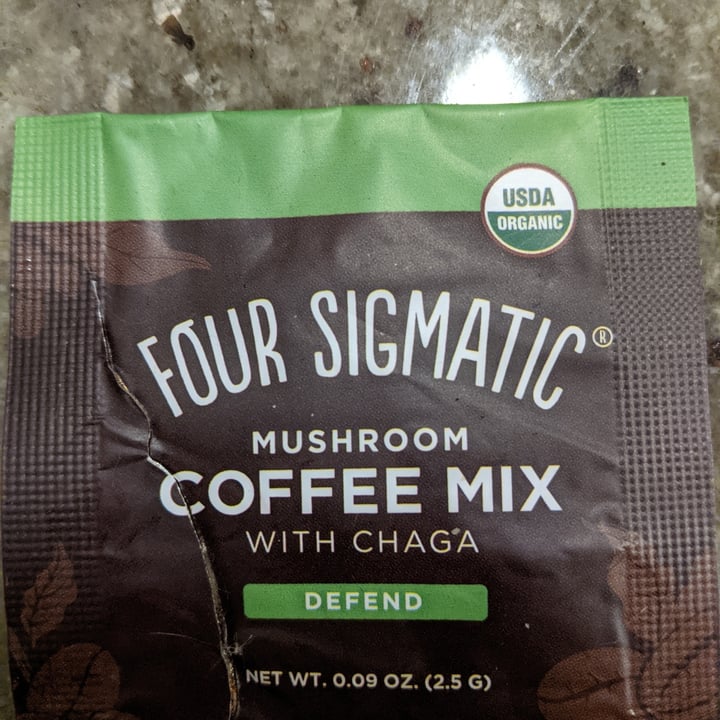 USDA
ORGANIC
FOUR SIGMATIC®
MUSHROOM
COFFEE MIX
WITH CHAGA
DEFEND
NET WT. 0.09 OZ. (2.5 G)